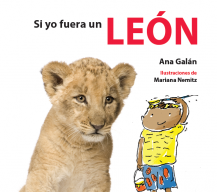 Si yo fuera un LEÓN
Ana Galán
Ilustraciones de
Mariana Nemitz